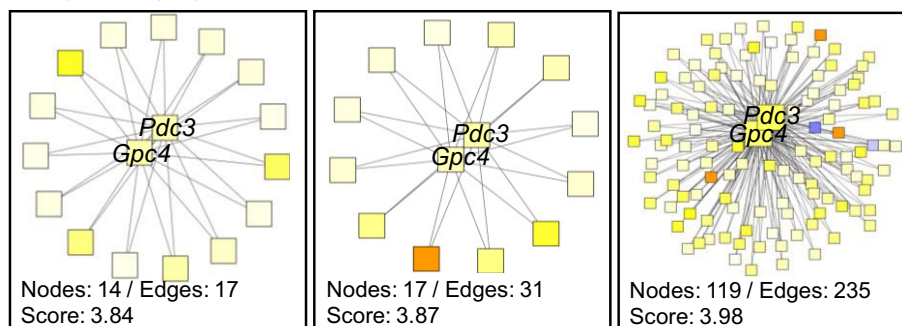 Pdc3
Gpc4
Nodes: 14 / Edges: 17
Score: 3.84
Pdc3
Gpc4
Nodes: 17 / Edges: 31
Score: 3.87
Pdc3
Gpc4
Nodes: 119 / Edges: 235
Score: 3.98